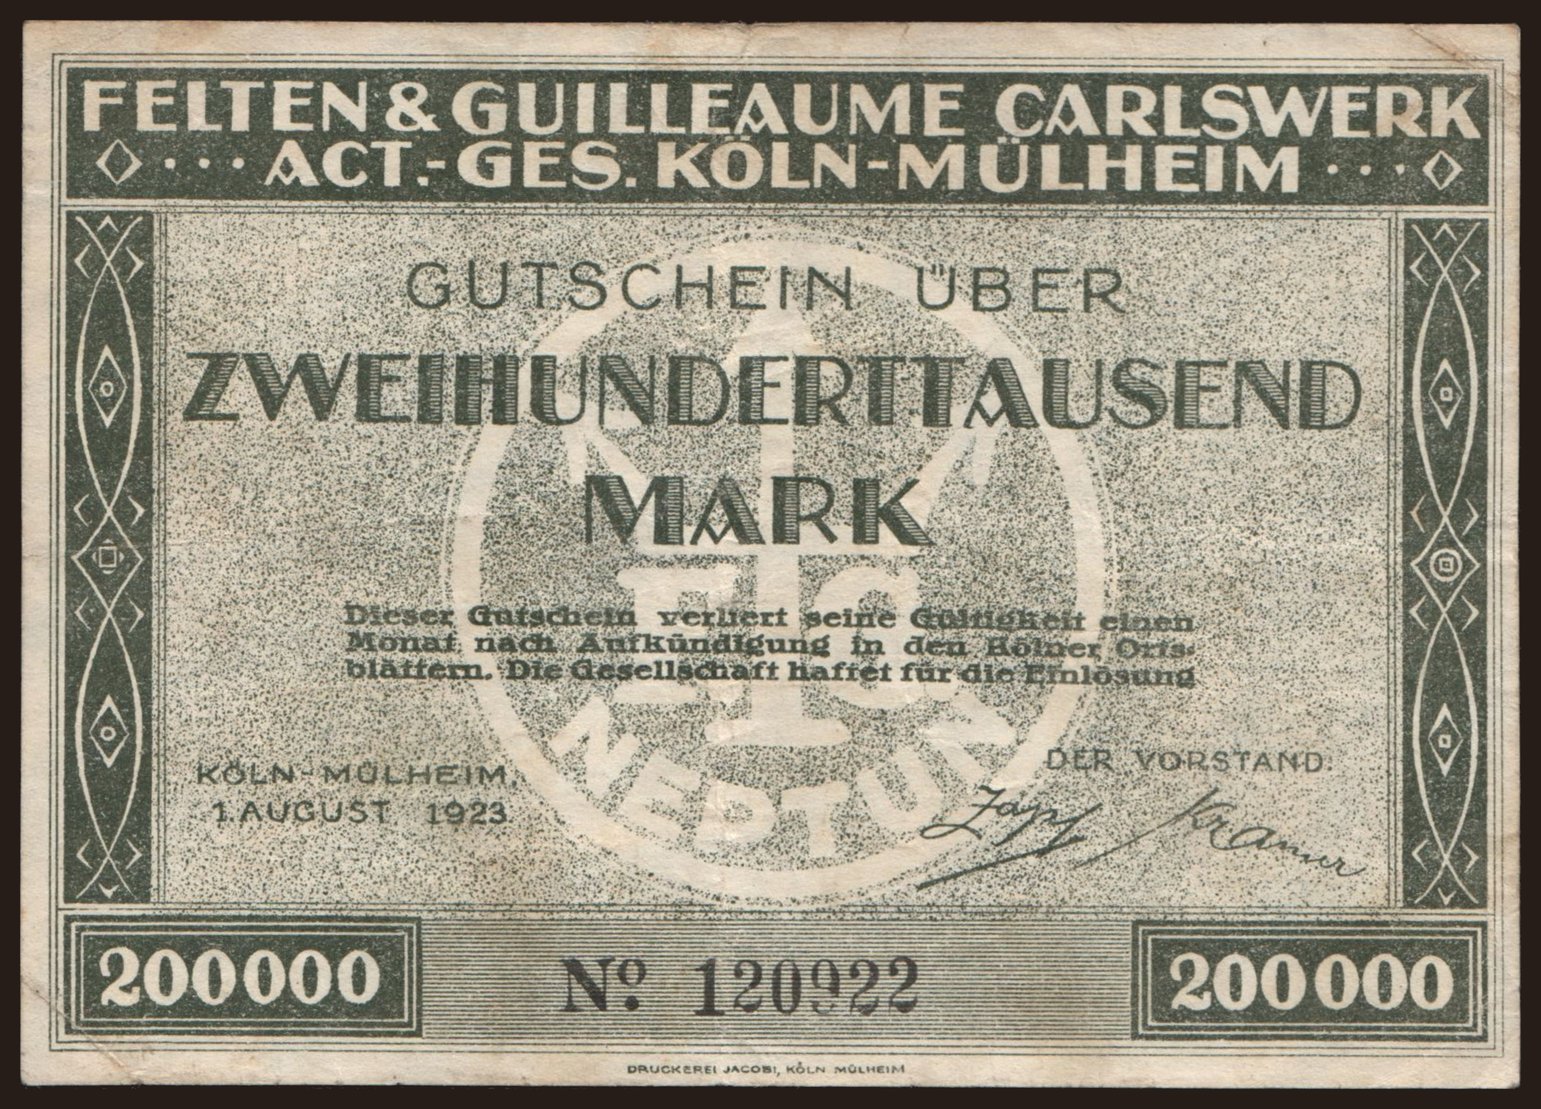 FELTEN & GUILLEAUME CARLSWERK
ACT.-GES. KÖLN-MÜLHEIM
GUTSCHEIN ÜBER
ZWEIHUNDERTTAUSEND
MARK
Dieser Gutschein verliert seine Gültigkeit einen
Monat nach Aufkündigung in den Kölner Orts-
blättern. Die Gesellschaft haftet für die Einlösung
NEPTUN
KÖLN-MÜLHEIM,
1. AUGUST 1923
DER VORSTAND:
Kramer
200000
No. 120922
200000
DRUCKEREI JACOBI, KÖLN MÜLHEIM